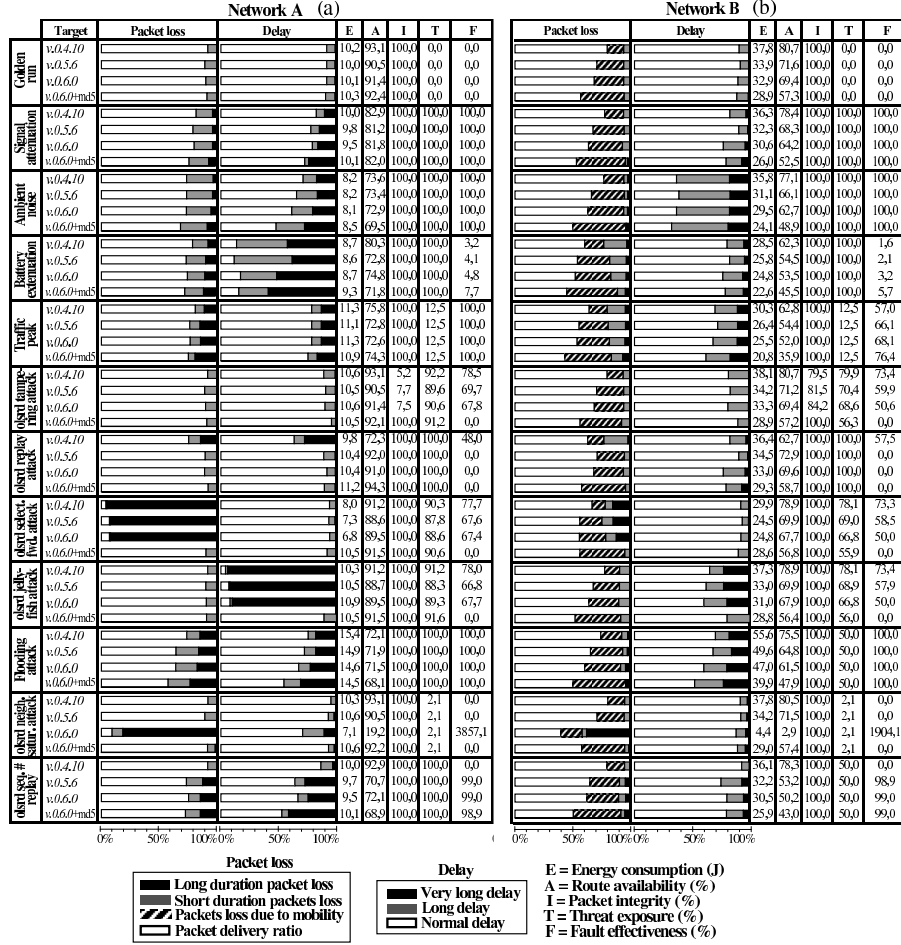 Network A (a)
Network B (b)
Target Packet loss Delay E A I T F Packet loss Delay E A I T F
Golden run
v.0.4.10 10,2 93,1 100,0 0,0 0,0 37,8 80,7 100,0 0,0 0,0
v.0.5.6 10,0 90,5 100,0 0,0 0,0 33,9 71,6 100,0 0,0 0,0
v.0.6.0 10,1 91,4 100,0 0,0 0,0 32,9 69,4 100,0 0,0 0,0
v.0.6.0+md5 10,3 92,4 100,0 0,0 0,0 28,9 57,3 100,0 0,0 0,0
Signal attenuation
v.0.4.10 10,0 82,9 100,0 100,0 100,0 36,3 78,4 100,0 100,0 100,0
v.0.5.6 9,8 81,2 100,0 100,0 100,0 32,3 68,3 100,0 100,0 100,0
v.0.6.0 9,5 81,8 100,0 100,0 100,0 30,6 64,2 100,0 100,0 100,0
v.0.6.0+md5 10,1 82,0 100,0 100,0 100,0 26,0 52,5 100,0 100,0 100,0
Ambient noise
v.0.4.10 8,2 73,6 100,0 100,0 100,0 35,8 77,1 100,0 100,0 100,0
v.0.5.6 8,2 73,4 100,0 100,0 100,0 31,1 66,1 100,0 100,0 100,0
v.0.6.0 8,1 72,9 100,0 100,0 100,0 29,5 62,7 100,0 100,0 100,0
v.0.6.0+md5 8,5 69,5 100,0 100,0 100,0 24,1 48,9 100,0 100,0 100,0
Battery extenuation
v.0.4.10 8,7 80,3 100,0 100,0 3,2 28,5 62,3 100,0 100,0 1,6
v.0.5.6 8,6 72,8 100,0 100,0 4,1 25,8 54,5 100,0 100,0 2,1
v.0.6.0 8,7 74,8 100,0 100,0 4,8 24,8 53,5 100,0 100,0 3,2
v.0.6.0+md5 9,3 71,8 100,0 100,0 7,7 22,6 45,5 100,0 100,0 5,7
Traffic peak
v.0.4.10 11,3 75,8 100,0 12,5 100,0 30,3 62,8 100,0 12,5 57,0
v.0.5.6 11,1 72,8 100,0 12,5 100,0 26,4 54,4 100,0 12,5 66,1
v.0.6.0 11,3 72,6 100,0 12,5 100,0 25,5 52,0 100,0 12,5 68,1
v.0.6.0+md5 10,9 74,3 100,0 12,5 100,0 20,8 35,9 100,0 12,5 76,4
olsrd tampe-ring attack
v.0.4.10 10,6 93,1 5,2 92,2 78,5 38,1 80,7 79,5 79,9 73,4
v.0.5.6 10,5 90,5 7,7 89,6 69,7 34,2 71,2 81,5 70,4 59,9
v.0.6.0 10,6 91,4 7,5 90,6 67,8 33,3 69,4 84,2 68,6 50,6
v.0.6.0+md5 10,5 92,1 100,0 91,2 0,0 28,9 57,2 100,0 56,3 0,0
olsrd replay attack
v.0.4.10 9,8 72,3 100,0 100,0 48,0 36,4 62,7 100,0 100,0 57,5
v.0.5.6 10,4 92,0 100,0 100,0 0,0 34,5 72,9 100,0 100,0 0,0
v.0.6.0 10,4 91,0 100,0 100,0 0,0 33,0 69,6 100,0 100,0 0,0
v.0.6.0+md5 11,2 94,3 100,0 100,0 0,0 29,3 58,7 100,0 100,0 0,0
olsrd select. fwd. attack
v.0.4.10 8,0 91,2 100,0 90,3 77,7 29,9 78,9 100,0 78,1 73,3
v.0.5.6 7,3 88,6 100,0 87,8 67,6 24,5 69,9 100,0 69,0 58,5
v.0.6.0 6,8 89,5 100,0 89,5 67,4 24,8 67,7 100,0 66,8 50,0
v.0.6.0+md5 10,5 91,5 100,0 90,6 0,0 28,6 56,8 100,0 55,9 0,0
olsrd jelly-fish attack
v.0.4.10 10,3 91,2 100,0 91,2 78,0 37,3 78,9 100,0 78,1 73,4
v.0.5.6 10,5 88,7 100,0 88,3 66,8 33,0 69,9 100,0 68,9 57,9
v.0.6.0 10,9 89,5 100,0 89,3 67,7 31,0 67,9 100,0 66,8 50,0
v.0.6.0+md5 10,5 91,5 100,0 91,6 0,0 28,8 56,4 100,0 56,0 0,0
Flooding attack
v.0.4.10 15,4 72,1 100,0 100,0 100,0 55,6 75,5 100,0 50,0 100,0
v.0.5.6 14,9 71,9 100,0 100,0 100,0 49,6 64,8 100,0 50,0 100,0
v.0.6.0 14,6 71,5 100,0 100,0 100,0 47,0 61,5 100,0 50,0 100,0
v.0.6.0+md5 14,5 68,1 100,0 100,0 100,0 39,9 47,9 100,0 50,0 100,0
olsrd neigh. satur. attack
v.0.4.10 10,3 93,1 100,0 2,1 0,0 37,8 80,5 100,0 2,1 0,0
v.0.5.6 10,6 90,5 100,0 2,1 0,0 34,2 71,5 100,0 2,1 0,0
v.0.6.0 7,1 19,2 100,0 2,1 3857,1 4,4 2,9 100,0 2,1 1904,1
v.0.6.0+md5 10,6 92,2 100,0 2,1 0,0 29,0 57,4 100,0 2,1 0,0
olsrd seq. # replay
v.0.4.10 10,0 92,9 100,0 100,0 0,0 36,1 78,3 100,0 50,0 0,0
v.0.5.6 9,7 70,7 100,0 100,0 99,0 32,2 53,2 100,0 50,0 98,9
v.0.6.0 9,5 72,1 100,0 100,0 99,0 30,5 50,2 100,0 50,0 99,0
v.0.6.0+md5 10,1 68,9 100,0 100,0 98,9 25,9 43,0 100,0 50,0 99,0
0% 50% 100% 0% 50% 100% 0% 50% 100% 0% 50% 100%
Packet loss
Long duration packet loss
Short duration packets loss
Packets loss due to mobility
Packet delivery ratio
Delay
Very long delay
Long delay
Normal delay
E = Energy consumption (J)
A = Route availability (%)
I = Packet integrity (%)
T = Threat exposure (%)
F = Fault effectiveness (%)